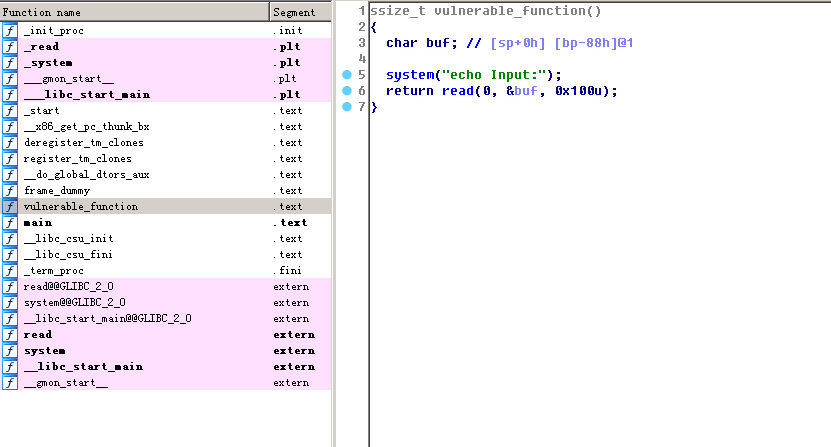 Function name Segment
f _init_proc .init
f _read .plt
f _system .plt
f ___gmon_start__ .plt
f ___libc_start_main .plt
f _start .text
f __x86_get_pc_thunk_bx .text
f deregister_tm_clones .text
f register_tm_clones .text
f __do_global_dtors_aux .text
f frame_dummy .text
f vulnerable_function .text
f main .text
f __libc_csu_init .text
f __libc_csu_fini .text
f _term_proc .fini
f read@@GLIBC_2_0 extern
f system@@GLIBC_2_0 extern
f __libc_start_main@@GLIBC_2_0 extern
f read extern
f system extern
f __libc_start_main extern
f __gmon_start__ extern
1 ssize_t vulnerable_function()
2 {
3 char buf; // [sp+0h] [bp-88h]@1
4
5 system("echo Input:");
6 return read(0, &buf, 0x100u);
7 }